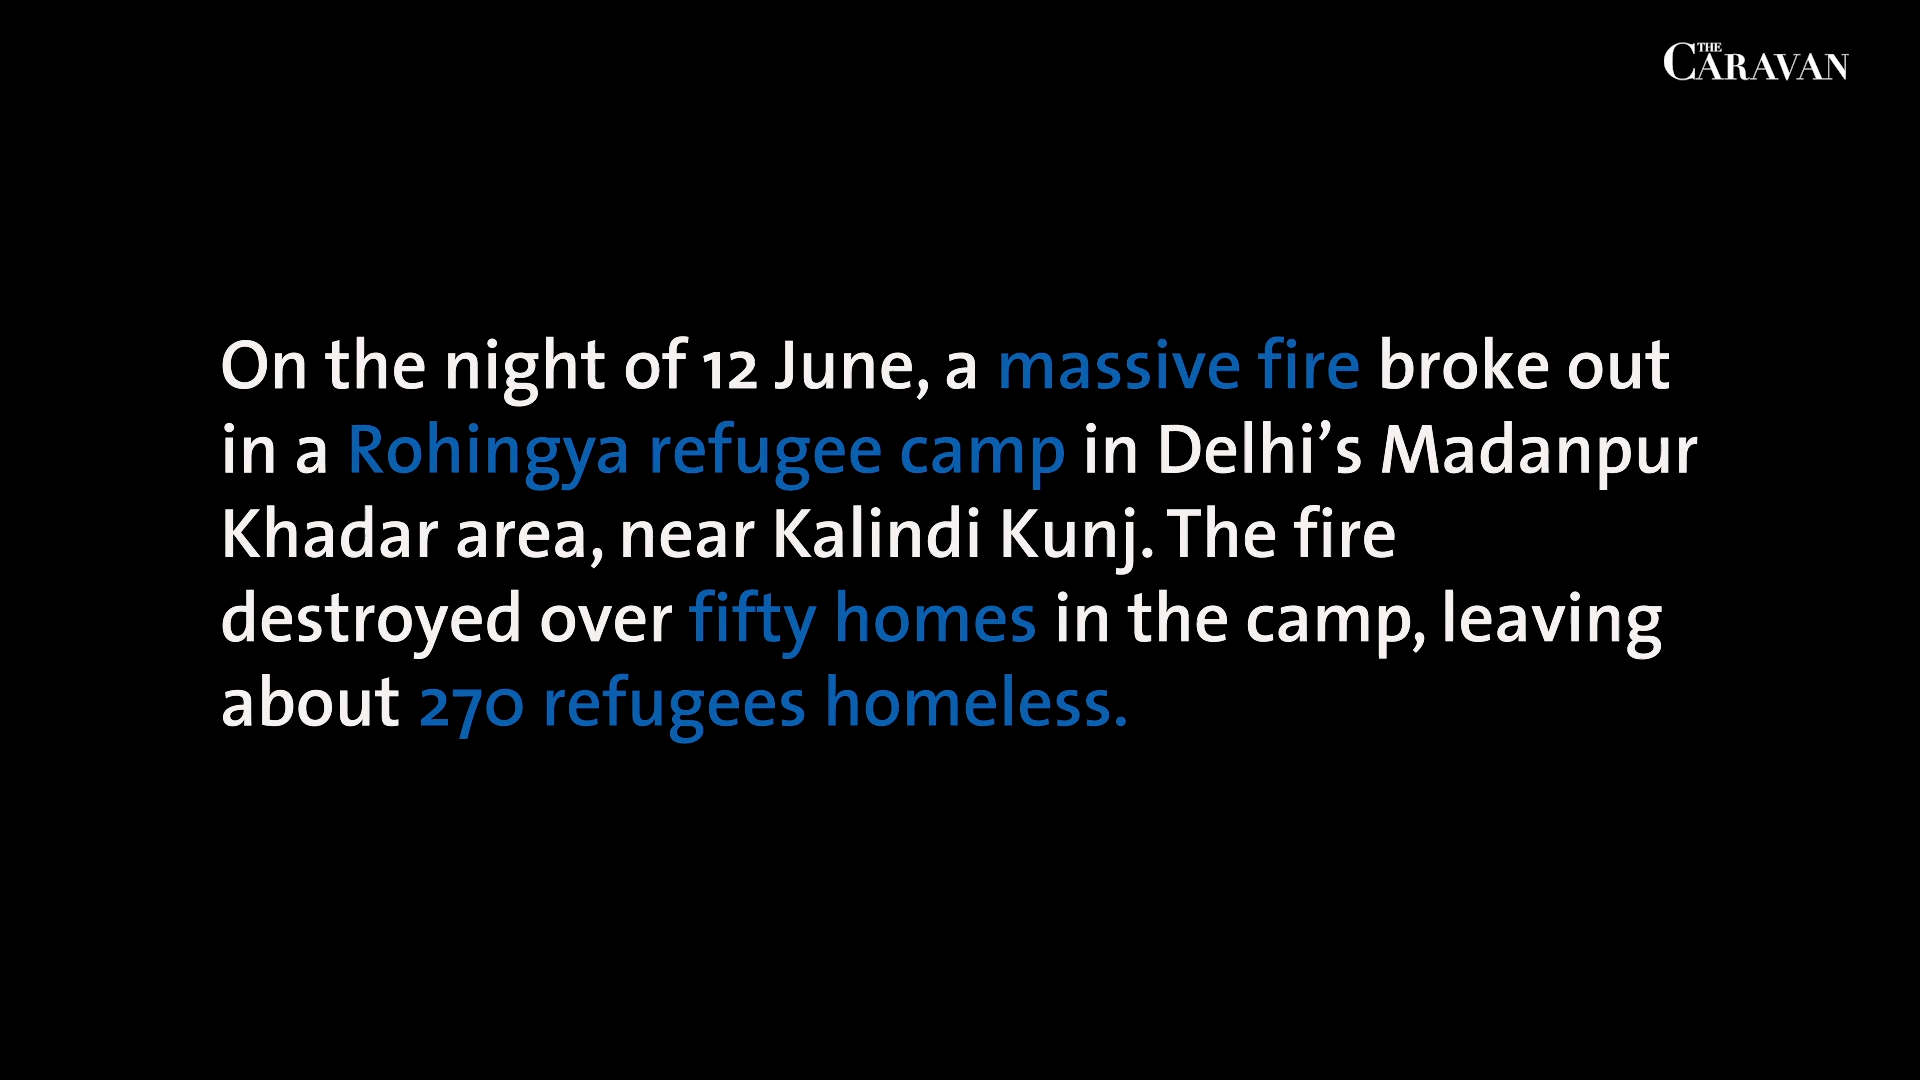 THE CARAVAN
On the night of 12 June, a massive fire broke out
in a Rohingya refugee camp in Delhi’s Madanpur
Khadar area, near Kalindi Kunj. The fire
destroyed over fifty homes in the camp, leaving
about 270 refugees homeless.